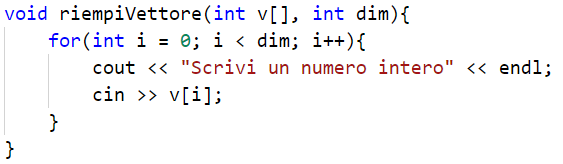 void riempiVettore(int v[], int dim){
    for(int i = 0; i < dim; i++){
        cout << "Scrivi un numero intero" << endl;
        cin >> v[i];
    }
}